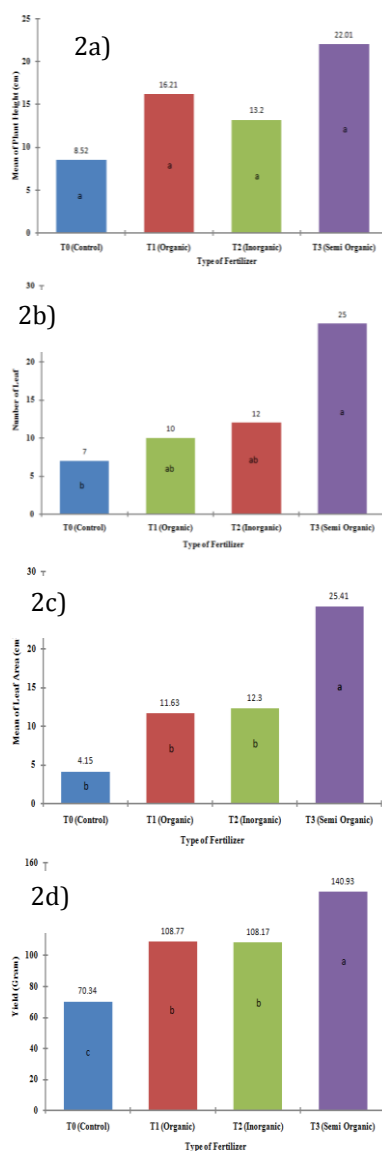 2a)
Mean of Plant Height (cm)
25
20
15
10
5
0
8.52
16.21
13.2
22.01
a
a
a
a
T0 (Control)
T1 (Organic)
T2 (Inorganic)
T3 (Semi Organic)
Type of Fertilizer
2b)
Number of Leaf
30
20
15
10
5
0
7
10
12
25
b
ab
ab
a
T0 (Control)
T1 (Organic)
T2 (Inorganic)
T3 (Semi Organic)
Type of Fertilizer
2c)
Mean of Leaf Area (cm
30
20
15
10
5
0
4.15
11.63
12.3
25.41
b
b
b
a
T0 (Control)
T1 (Organic)
T2 (Inorganic)
T3 (Semi Organic)
Type of Fertilizer
2d)
Yield (Gram)
160
100
80
60
40
20
0
70.34
108.77
108.17
140.93
c
b
b
a
T0 (Control)
T1 (Organic)
T2 (Inorganic)
T3 (Semi Organic)
Type of Fertilizer